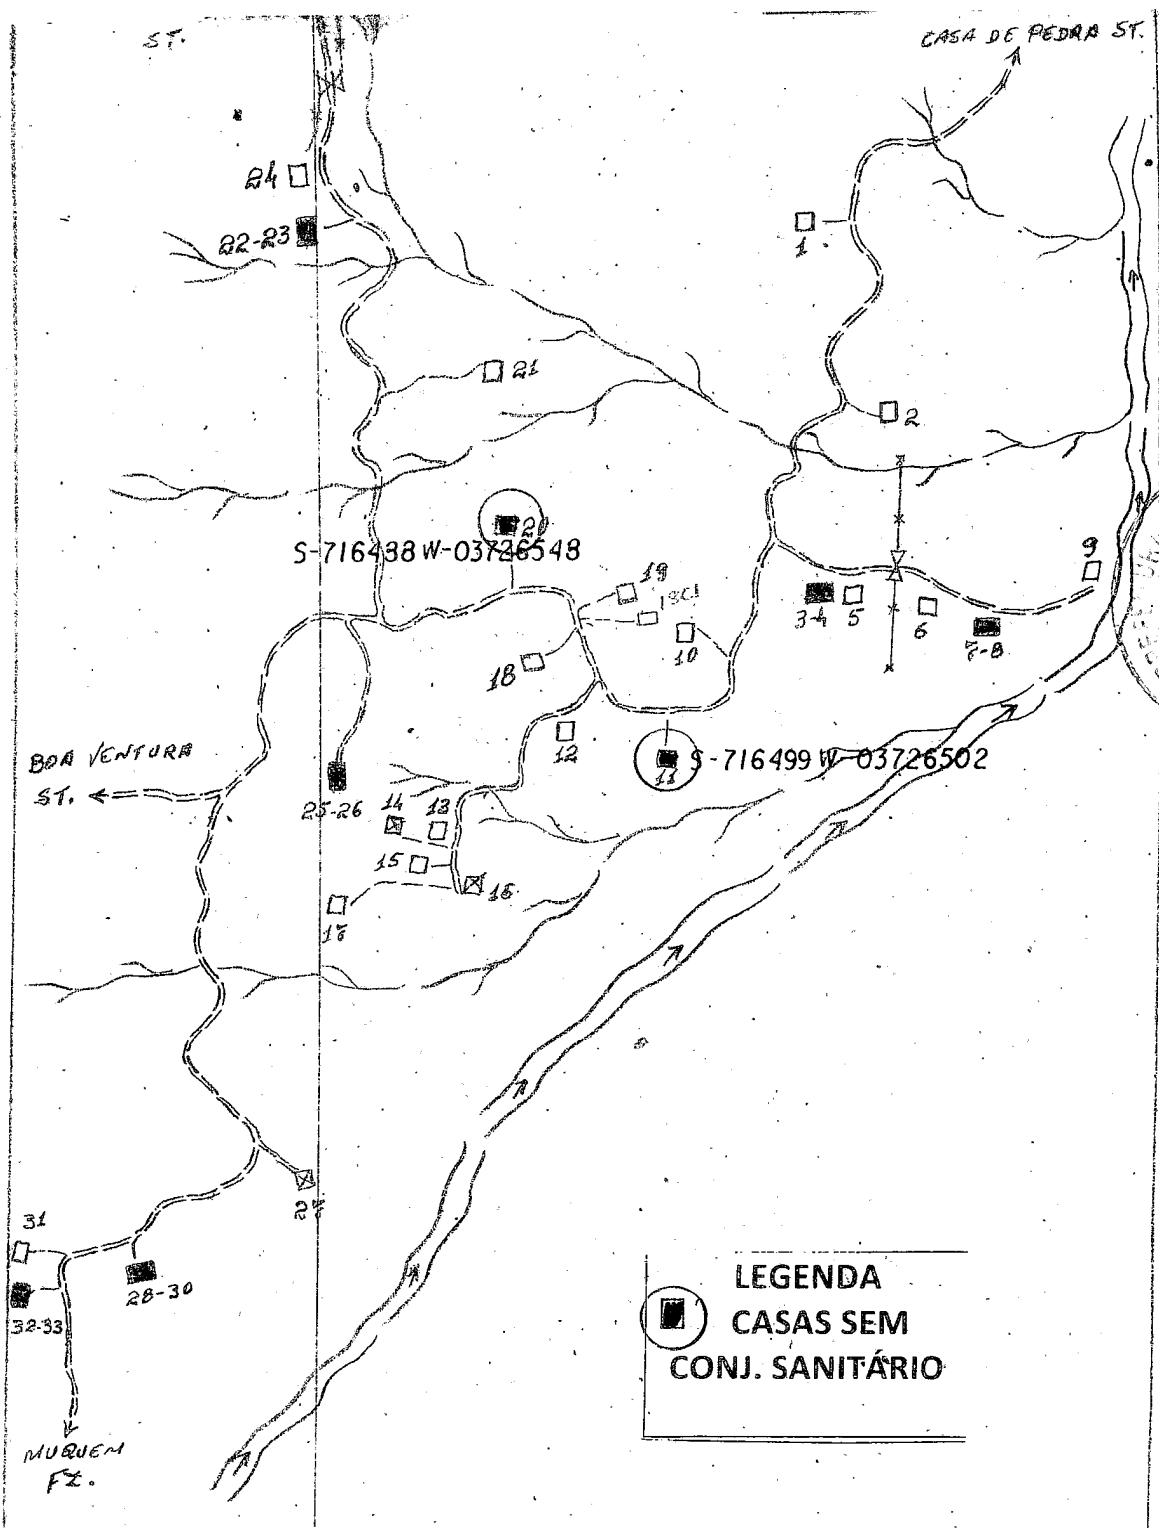 ST.
CASA DE PEDRA ST.
24
22-23
1
21
2
20
S-716488 W-03726548
9
19
19C1
3-4
5
6
7-8
10
18
12
BOA VENTURA
ST.
11
S-716499 W-03726502
25-26
14
13
15
16
17
27
31
28-30
32-33
MUQUEM
FZ.
LEGENDA
CASAS SEM
CONJ. SANITÁRIO